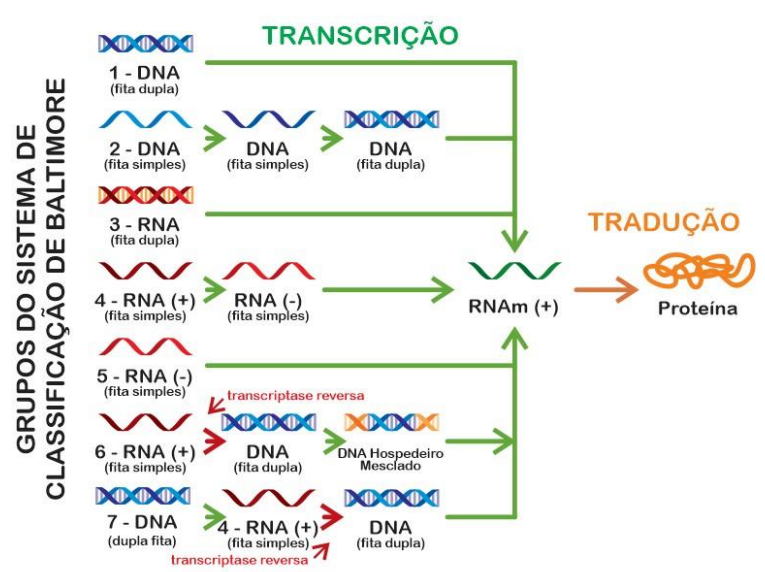 GRUPOS DO SISTEMA DE
CLASSIFICAÇÃO DE BALTIMORE
TRANSCRIÇÃO
1 - DNA
(fita dupla)
2 - DNA
(fita simples)
DNA
(fita simples)
DNA
(fita dupla)
3 - RNA
(fita dupla)
TRADUÇÃO
4 - RNA (+)
(fita simples)
RNA (-)
(fita simples)
RNAm (+)
Proteína
5 - RNA (-)
(fita simples)
transcriptase reversa
6 - RNA (+)
(fita simples)
DNA
(fita dupla)
DNA Hospedeiro
Mesclado
7 - DNA
(dupla fita)
4 - RNA (+)
(fita simples)
DNA
(fita dupla)
transcriptase reversa